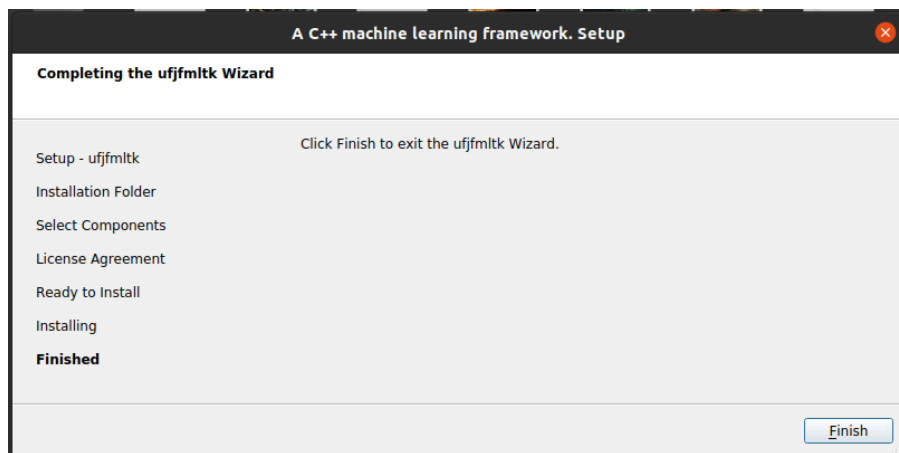 A C++ machine learning framework. Setup
Completing the ufjfmltk Wizard
Setup - ufjfmltk
Installation Folder
Select Components
License Agreement
Ready to Install
Installing
Finished
Click Finish to exit the ufjfmltk Wizard.
Finish